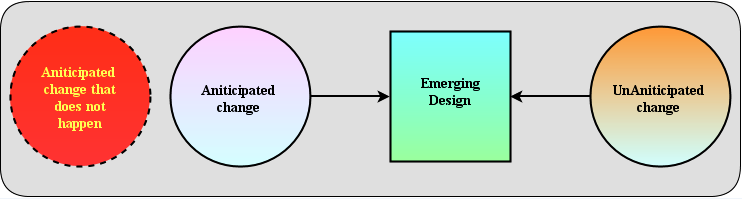 Aniticipated
change that
does not
happen
Aniticipated
change
Emerging
Design
UnAniticipated
change